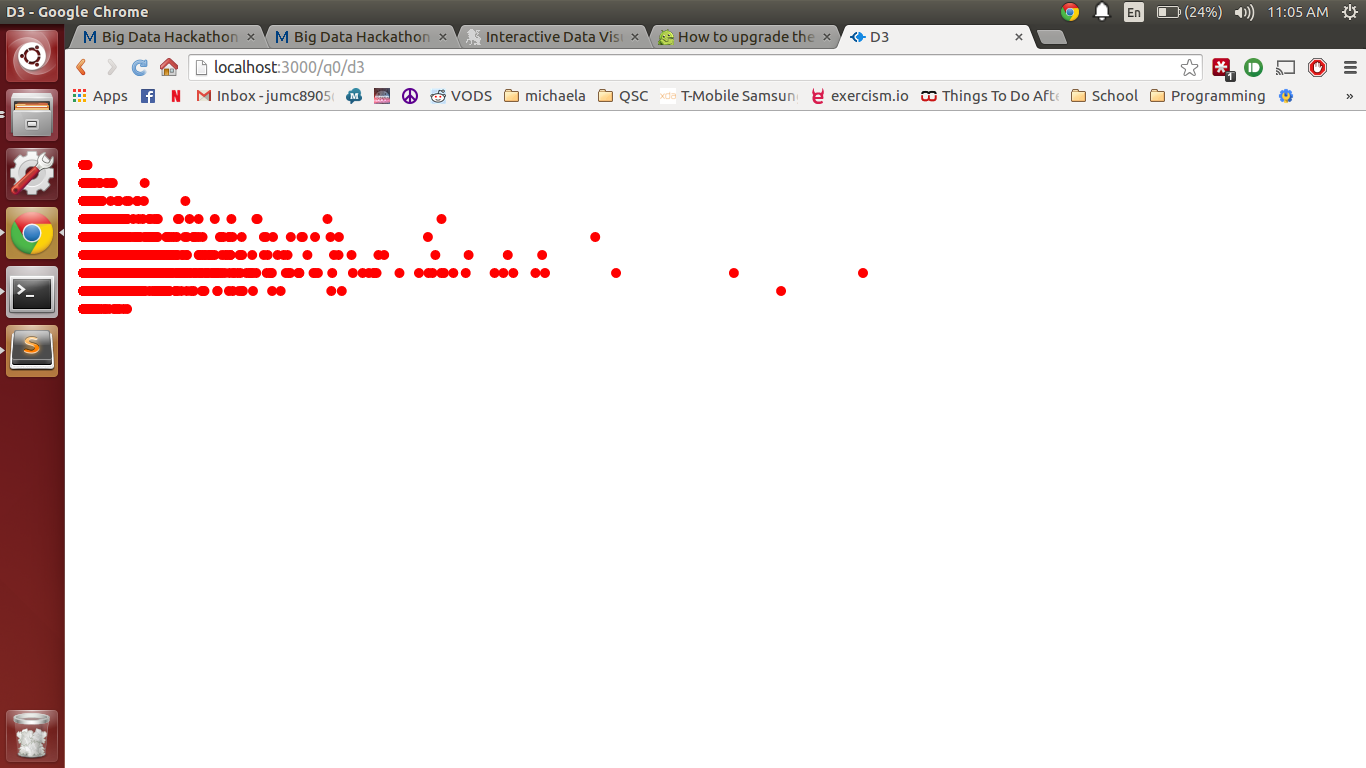 D3 - Google Chrome
En
(24%)
11:05 AM
Big Data Hackathon
Big Data Hackathon
Interactive Data Vis
How to upgrade the
D3
localhost:3000/q0/d3
1
Apps
Inbox - jumc8905
VODS
michaela
QSC
T-Mobile Samsun
exercism.io
Things To Do Afte
School
Programming
»